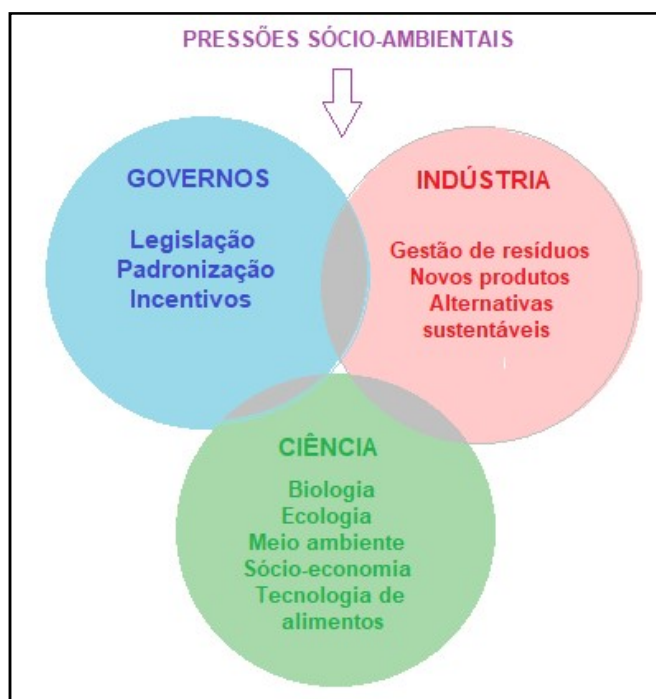 PRESSÕES SÓCIO-AMBIENTAIS
GOVERNOS
Legislação
Padronização
Incentivos
INDÚSTRIA
Gestão de resíduos
Novos produtos
Alternativas
sustentáveis
CIÊNCIA
Biologia
Ecologia
Meio ambiente
Sócio-economia
Tecnologia de
alimentos